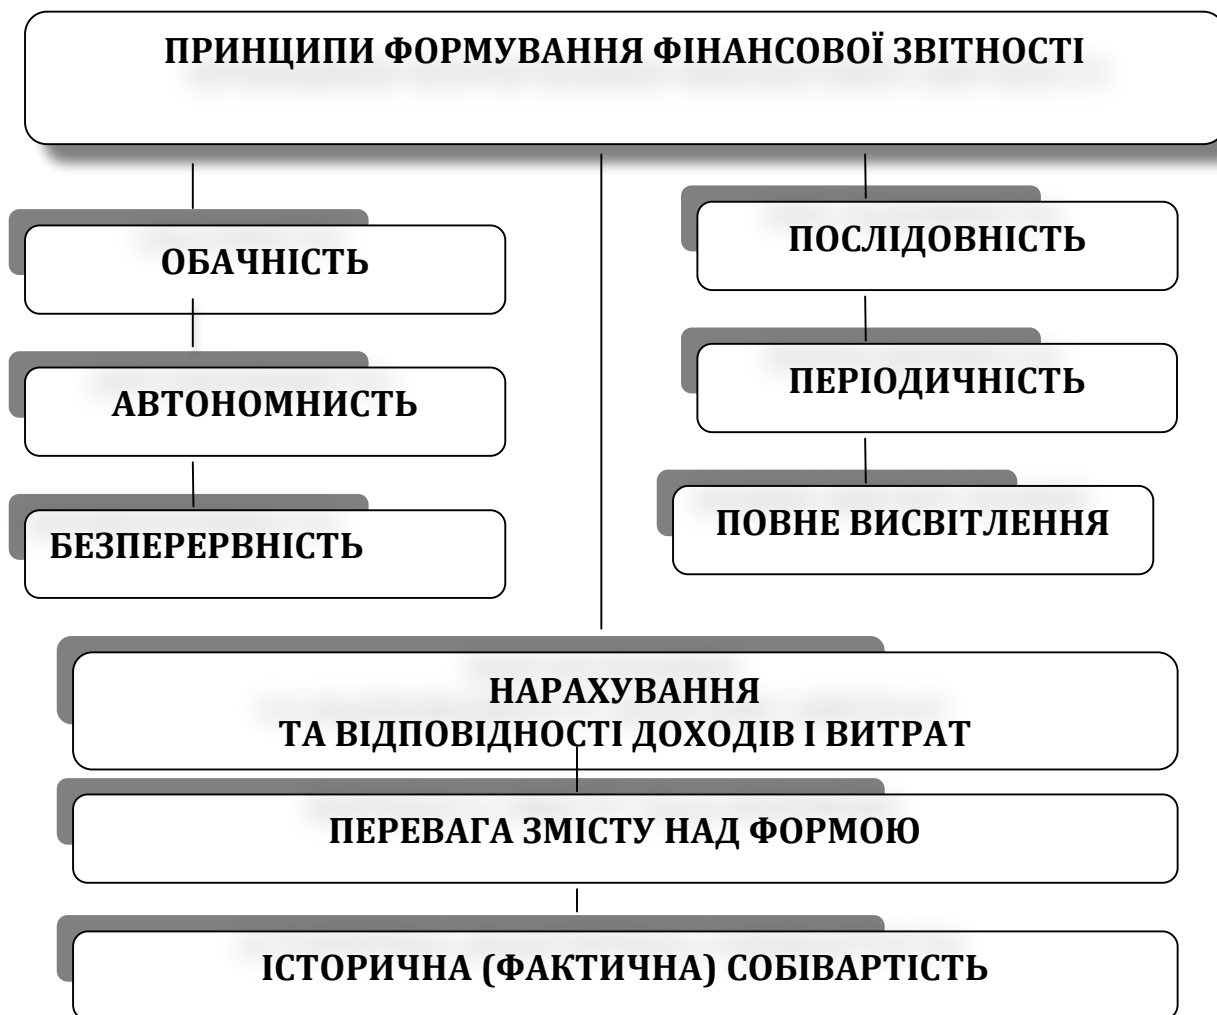 ПРИНЦИПИ ФОРМУВАННЯ ФІНАНСОВОЇ ЗВІТНОСТІ
ОБАЧНІСТЬ
АВТОНОМНИСТЬ
БЕЗПЕРЕРВНІСТЬ
ПОСЛІДОВНІСТЬ
ПЕРІОДИЧНІСТЬ
ПОВНЕ ВИСВІТЛЕННЯ
НАРАХУВАННЯ
ТА ВІДПОВІДНОСТІ ДОХОДІВ І ВИТРАТ
ПЕРЕВАГА ЗМІСТУ НАД ФОРМОЮ
ІСТОРИЧНА (ФАКТИЧНА) СОБІВАРТІСТЬ